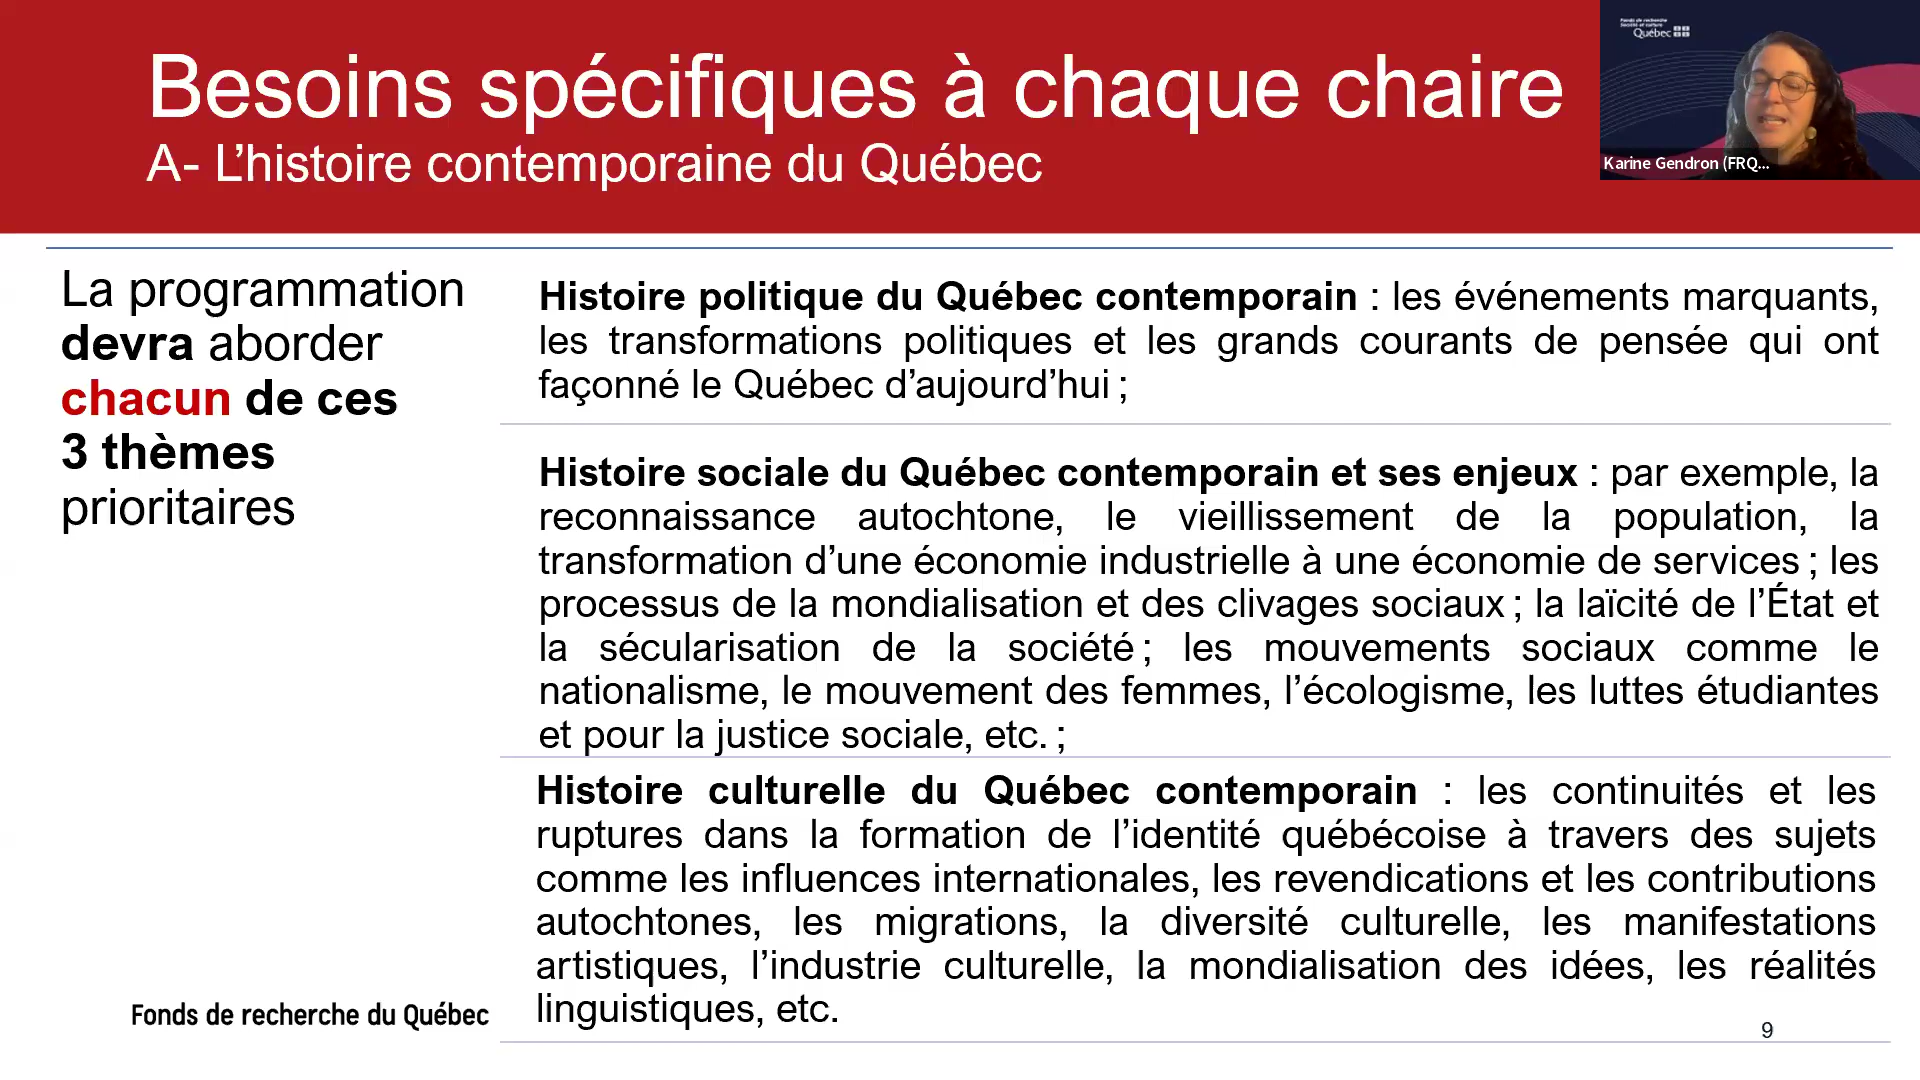 Besoins spécifiques à chaque chaire
A- L’histoire contemporaine du Québec
Fonds de recherche
Société et culture
Québec
Karine Gendron (FRQ...
La programmation
devra aborder
chacun de ces
3 thèmes
prioritaires
Histoire politique du Québec contemporain : les événements marquants,
les transformations politiques et les grands courants de pensée qui ont
façonné le Québec d’aujourd’hui ;
Histoire sociale du Québec contemporain et ses enjeux : par exemple, la
reconnaissance autochtone, le vieillissement de la population, la
transformation d’une économie industrielle à une économie de services ; les
processus de la mondialisation et des clivages sociaux ; la laïcité de l’État et
la sécularisation de la société ; les mouvements sociaux comme le
nationalisme, le mouvement des femmes, l’écologisme, les luttes étudiantes
et pour la justice sociale, etc. ;
Histoire culturelle du Québec contemporain : les continuités et les
ruptures dans la formation de l’identité québécoise à travers des sujets
comme les influences internationales, les revendications et les contributions
autochtones, les migrations, la diversité culturelle, les manifestations
artistiques, l’industrie culturelle, la mondialisation des idées, les réalités
linguistiques, etc.
Fonds de recherche du Québec
9